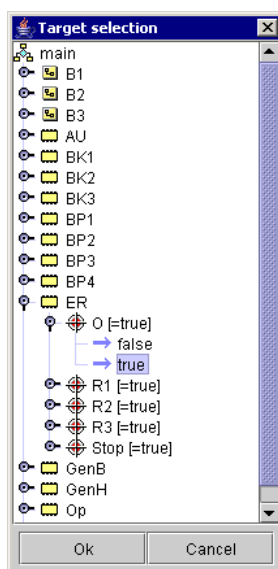 Target selection
main
B1
B2
B3
AU
BK1
BK2
BK3
BP1
BP2
BP3
BP4
ER
O [=true]
false
true
R1 [=true]
R2 [=true]
R3 [=true]
Stop [=true]
GenB
GenH
Op
Ok Cancel